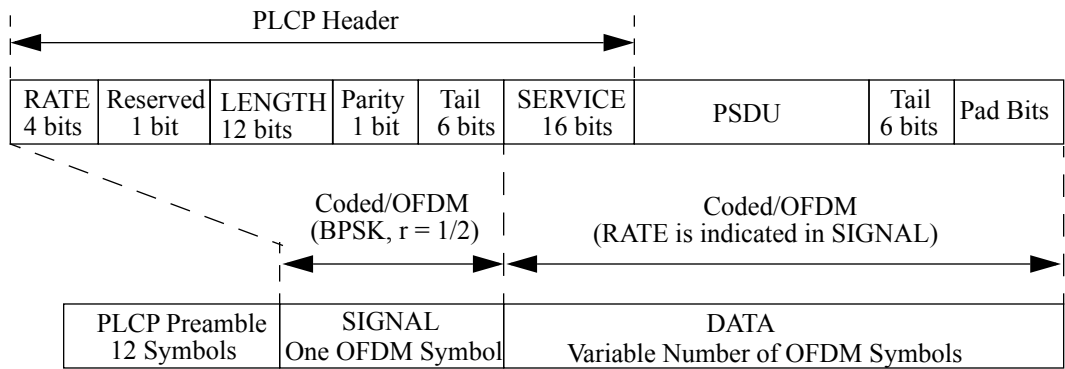 PLCP Header
RATE Reserved LENGTH Parity Tail SERVICE PSDU Tail Pad Bits
4 bits 1 bit 12 bits 1 bit 6 bits 16 bits 6 bits
Coded/OFDM Coded/OFDM
(BPSK, r = 1/2) (RATE is indicated in SIGNAL)
PLCP Preamble SIGNAL DATA
12 Symbols One OFDM Symbol Variable Number of OFDM Symbols